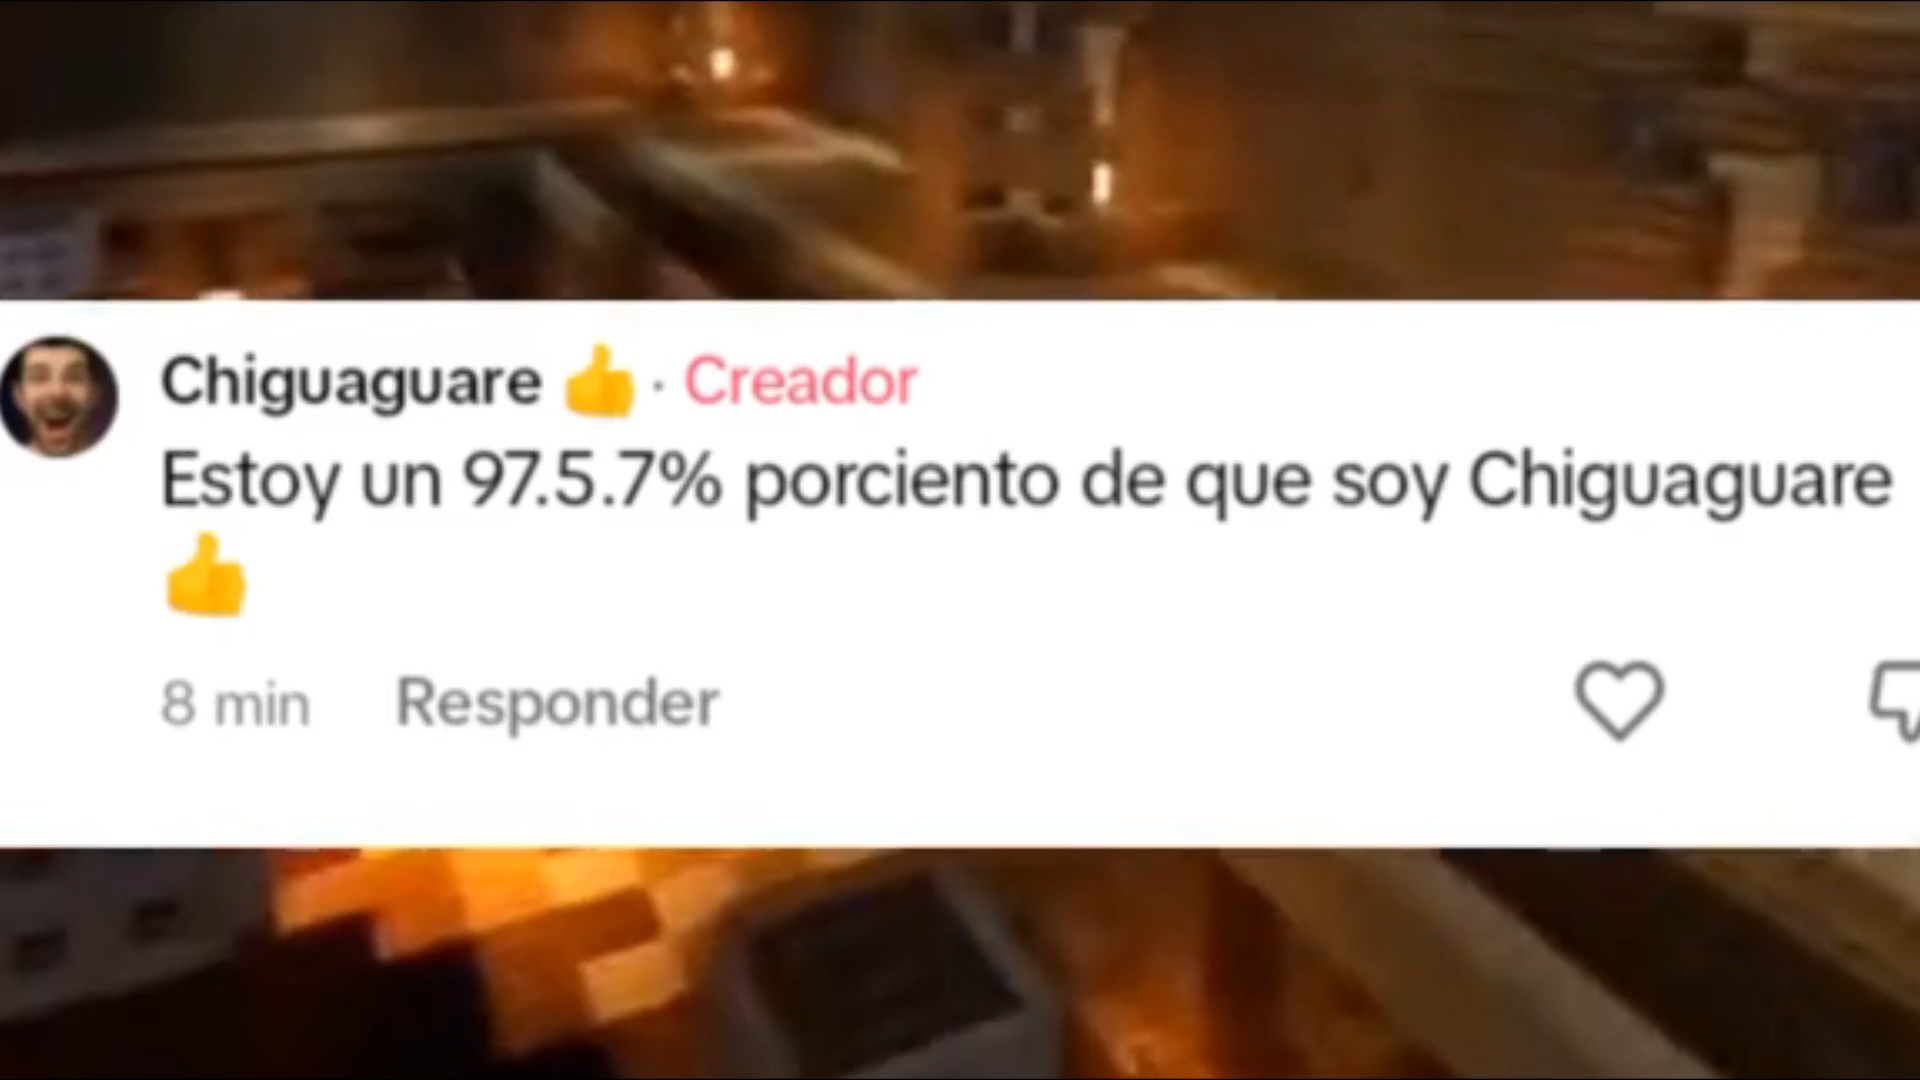 Chiguaguare 👍 · Creador
Estoy un 97.5.7% porciento de que soy Chiguaguare
👍
8 min Responder